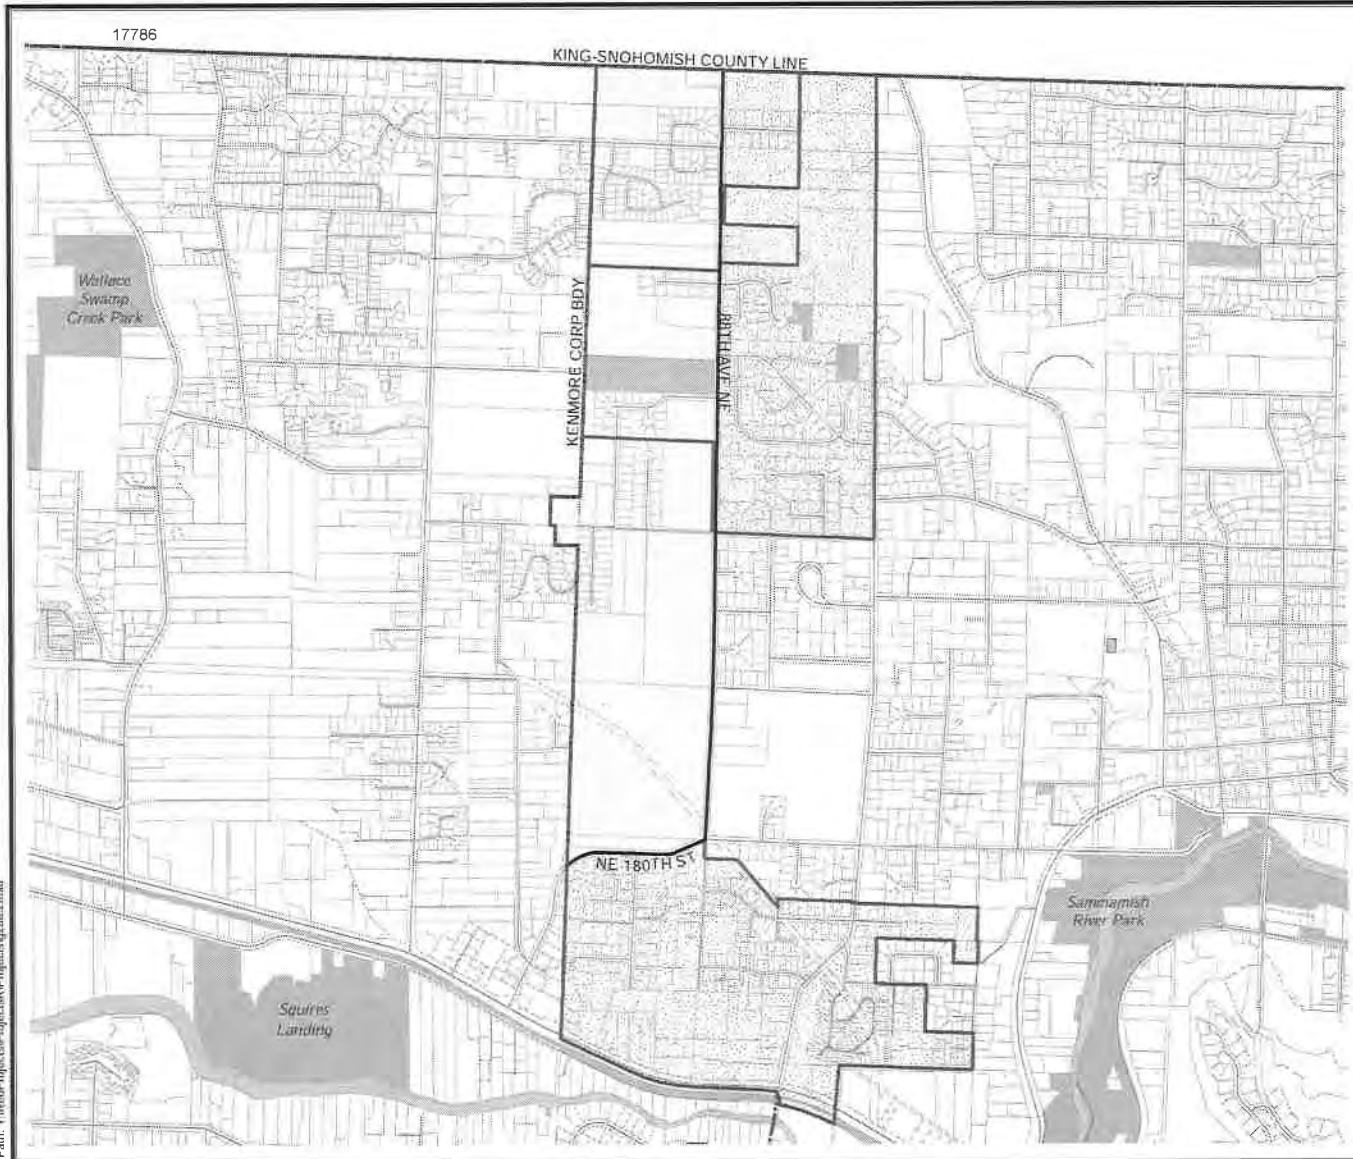 17786
KING-SNOHOMISH COUNTY LINE
Wallace
Swamp
Creek Park
KENMORE CORP BDY
88TH AVE NE
NE 180TH ST
Sammamish
River Park
Squires
Landing